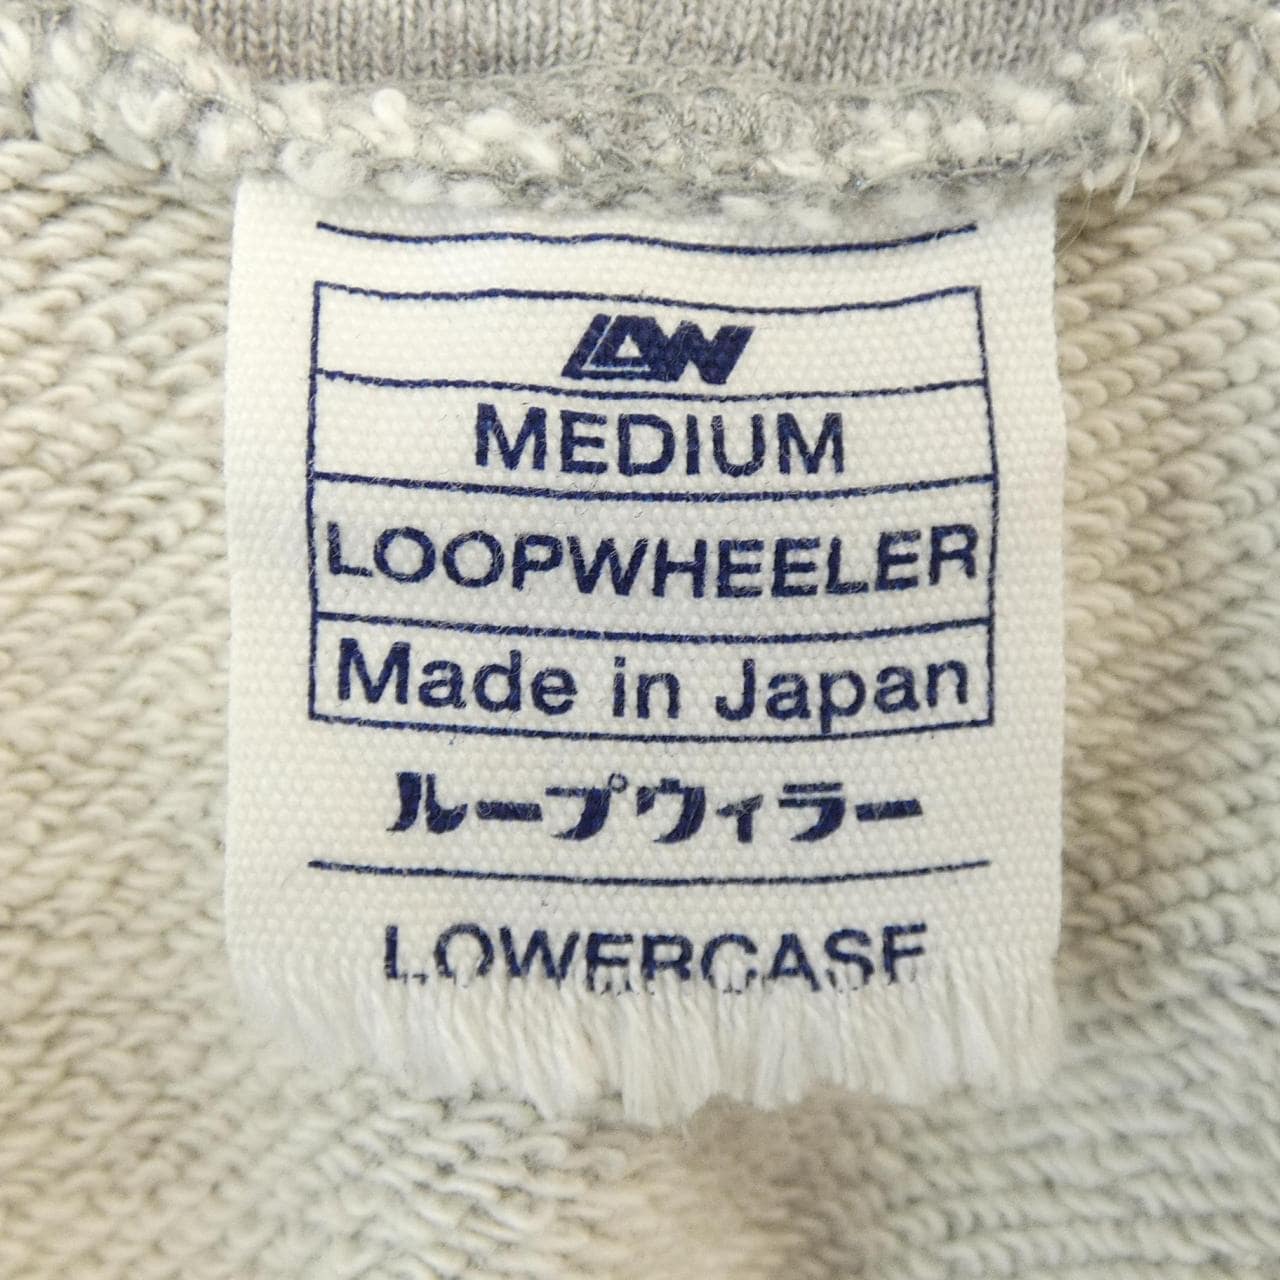 LW
MEDIUM
LOOPWHEELER
Made in Japan
ループウィラー
LOWERCASE